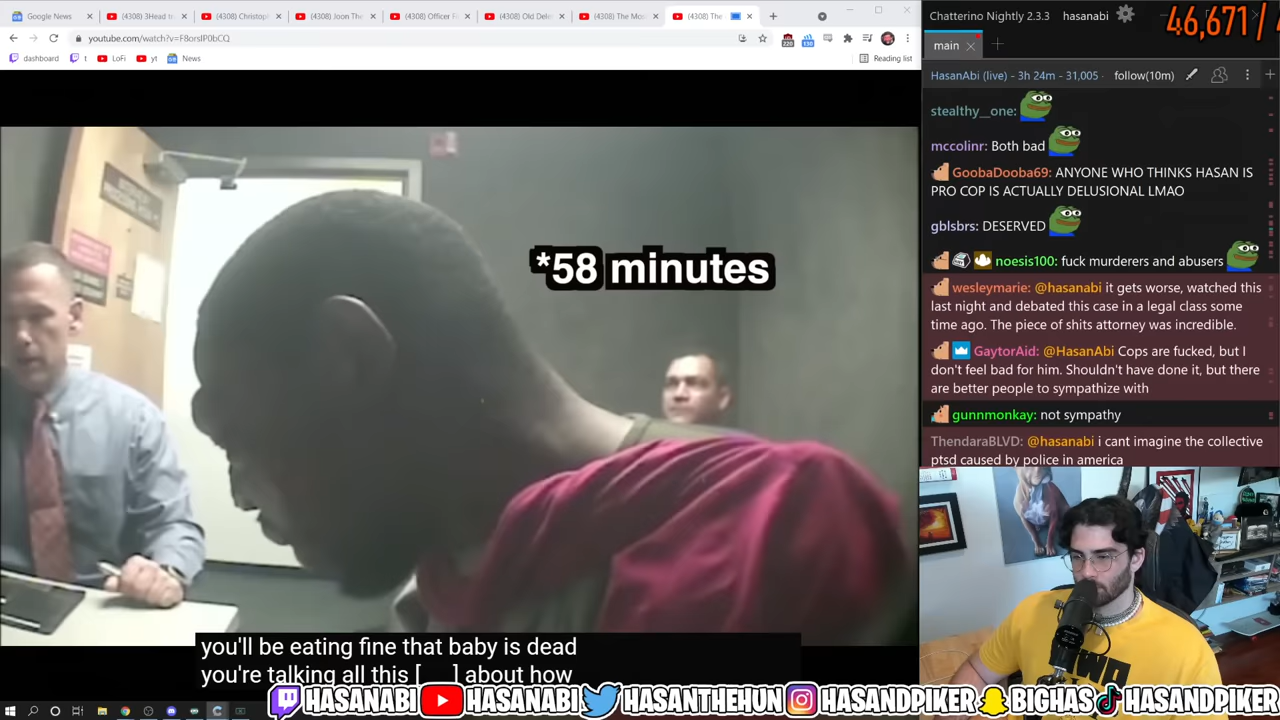 Google News
(4308) 3Head tr
(4308) Christop
(4308) Joon The
(4308) Officer F
(4308) Old Dele
(4308) The Mo
(4308) The
Chatterino Nightly 2.3.3
hasanabi
46,671 /
youtube.com/watch?v=F8orsIP0bCQ
main
dashboard
t
LoFi
yt
News
Reading list
HasanAbi (live) - 3h 24m - 31,005 ·
follow(10m)
stealthy__one:
mccolinr: Both bad
GoobaDooba69: ANYONE WHO THINKS HASAN IS
PRO COP IS ACTUALLY DELUSIONAL LMAO
gblsbrs: DESERVED
noesis100: fuck murderers and abusers
wesleymarie: @hasanabi it gets worse, watched this
last night and debated this case in a legal class some
time ago. The piece of shits attorney was incredible.
GaytorAid: @HasanAbi Cops are fucked, but I
don't feel bad for him. Shouldn't have done it, but there
are better people to sympathize with
gunnmonkay: not sympathy
ThendaraBLVD: @hasanabi i cant imagine the collective
ptsd caused by police in america
*58 minutes
you'll be eating fine that baby is dead
you're talking all this [ __ ] about how
HASANABI
HASANABI
HASANTHEHUN
HASANDPIKER
BIGHAS
HASANDPIKER